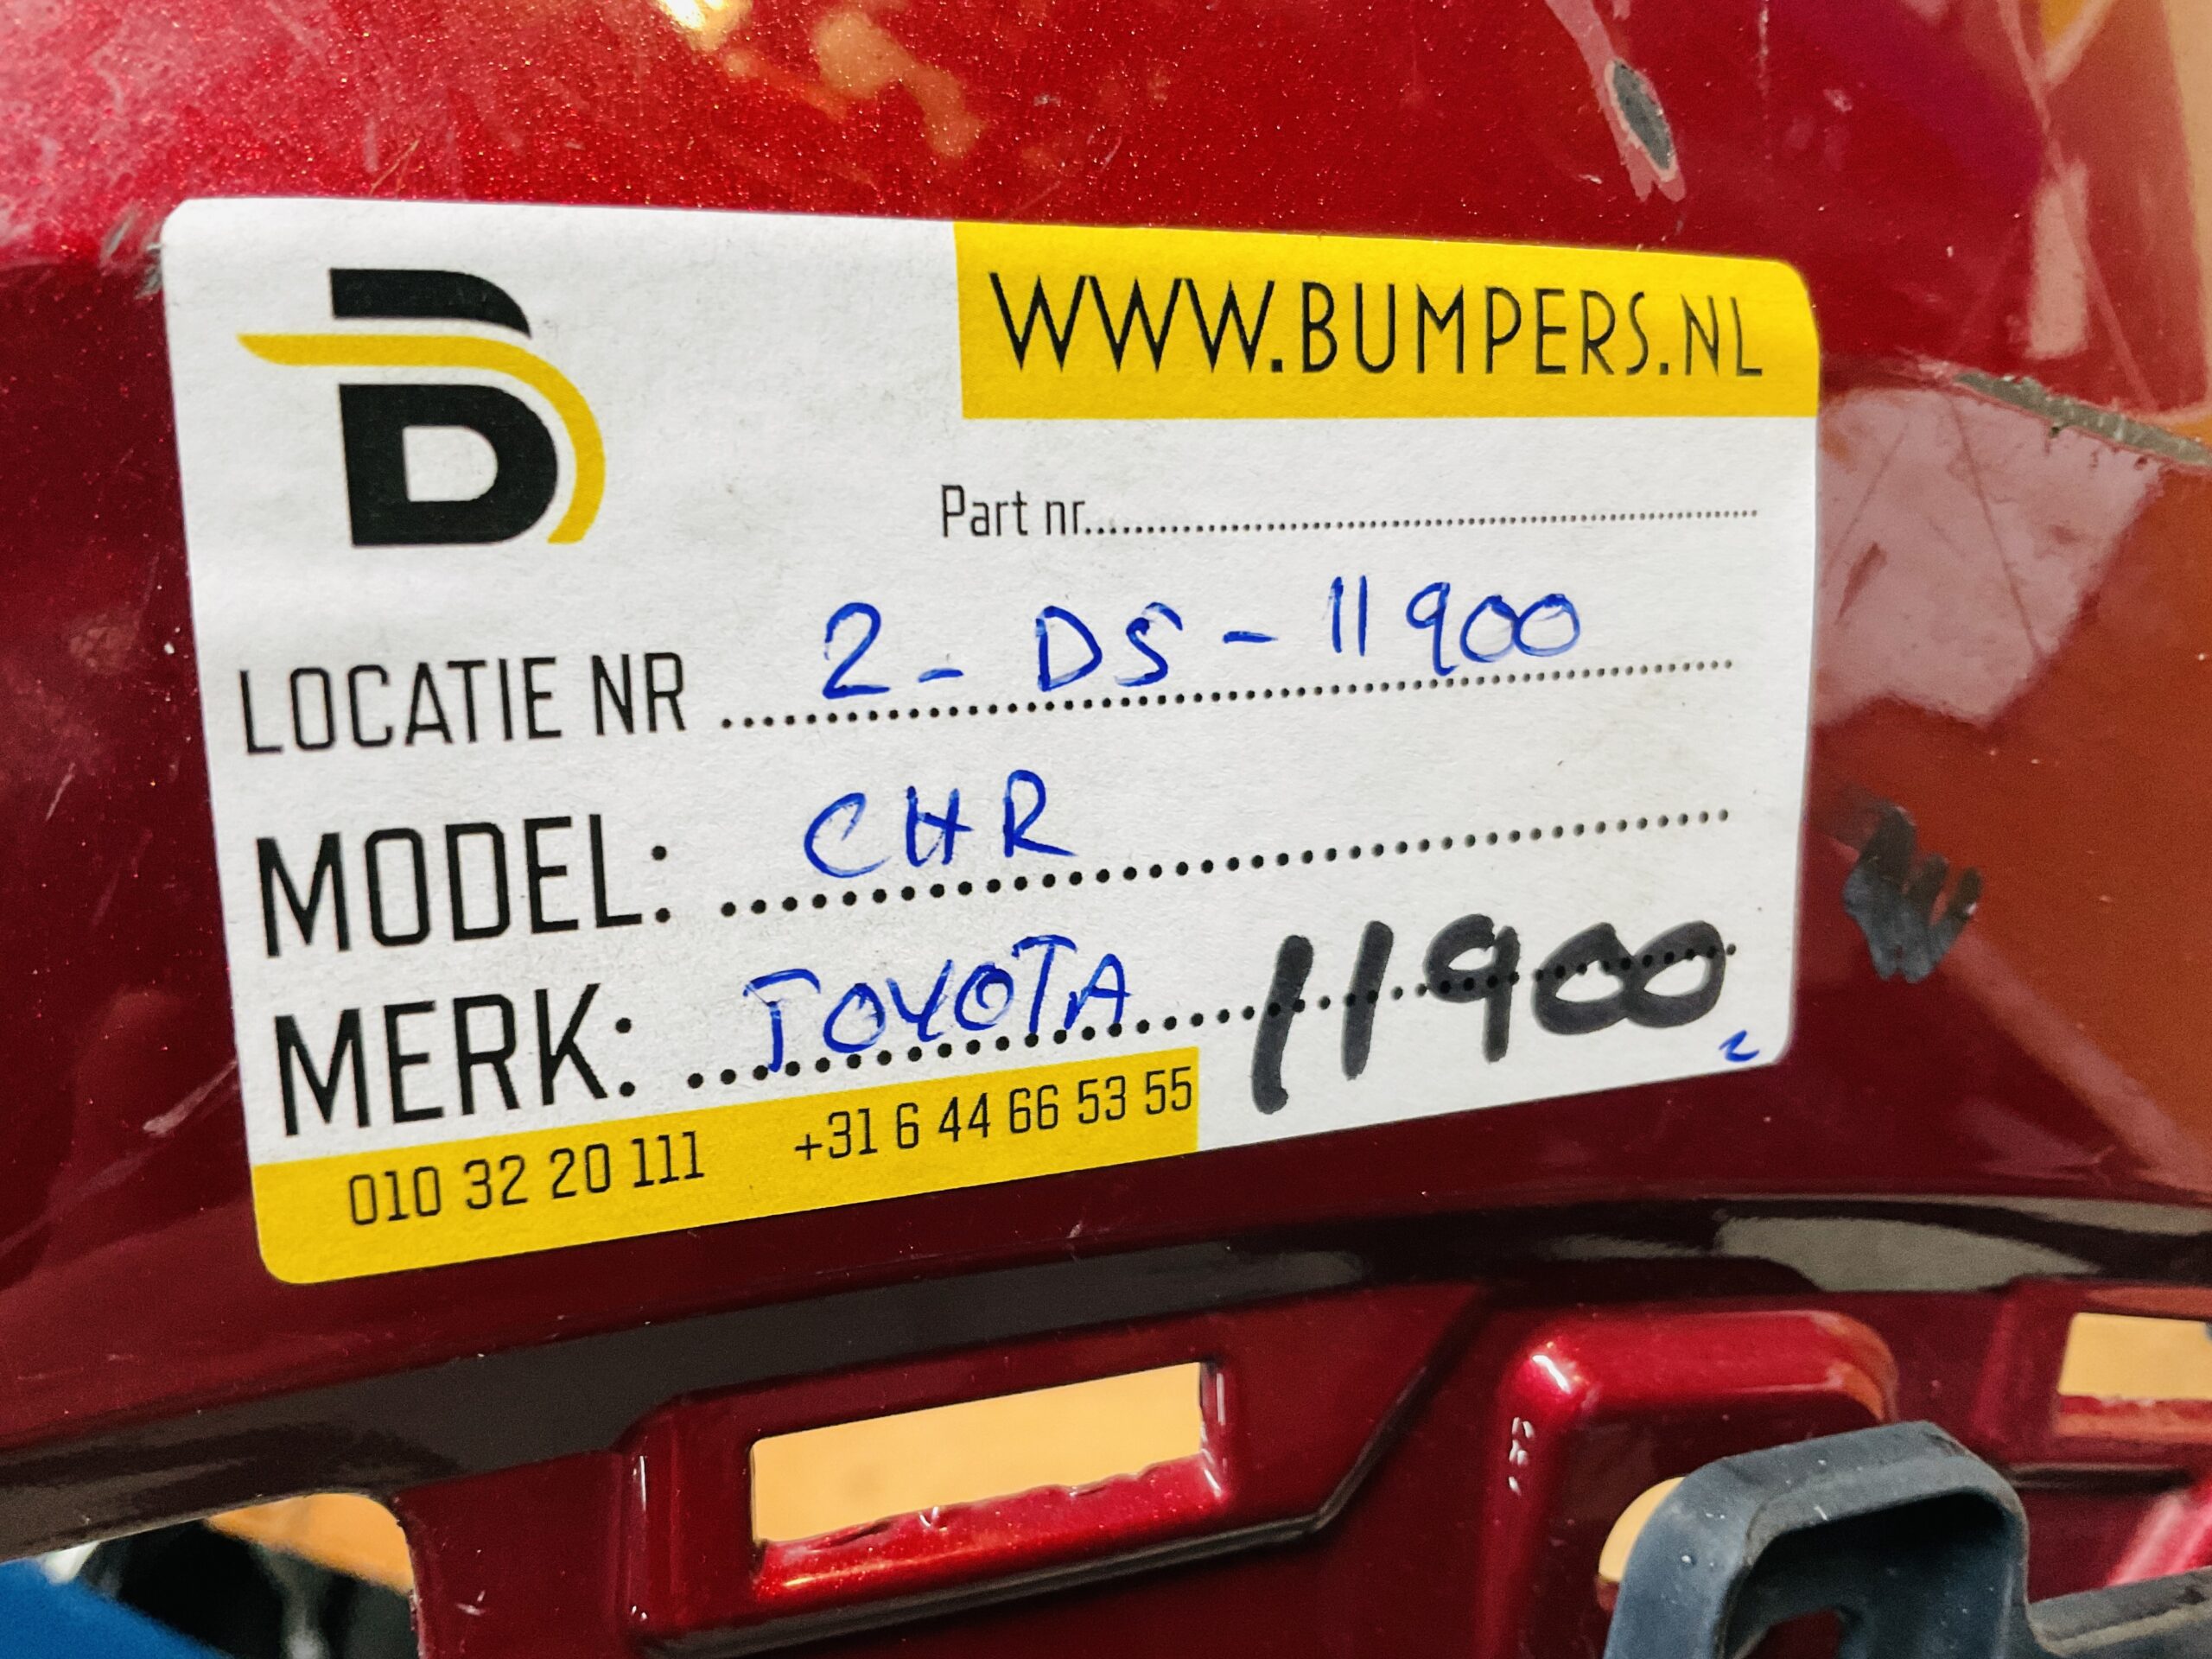 WWW.BUMPERS.NL
Part nr.
LOCATIE NR 2 - DS - 11900
MODEL: CHR
MERK: TOYOTA 11900
010 32 20 111 +31 6 44 66 53 55